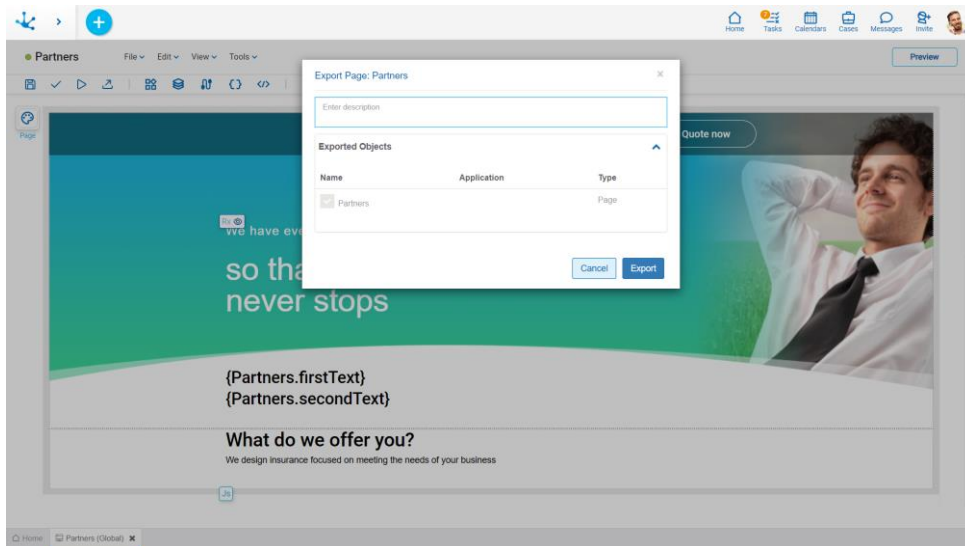 Home
2
Tasks
Calendars
Cases
Messages
Invite
Partners
File
Edit
View
Tools
Preview
Page
Export Page: Partners
Enter description
Exported Objects
Name Application Type
Partners Page
Cancel
Export
Quote now
Rx
We have eve
so tha
never stops
{Partners.firstText}
{Partners.secondText}
What do we offer you?
We design insurance focused on meeting the needs of your business
Js
Home
Partners (Global)